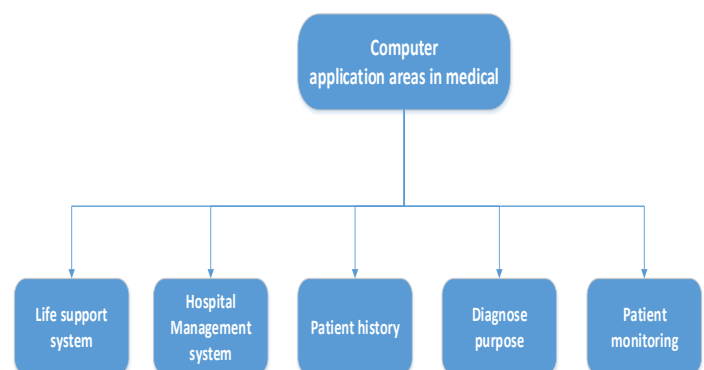 Computer
application areas in medical
Life support
system
Hospital
Management
system
Patient history
Diagnose
purpose
Patient
monitoring